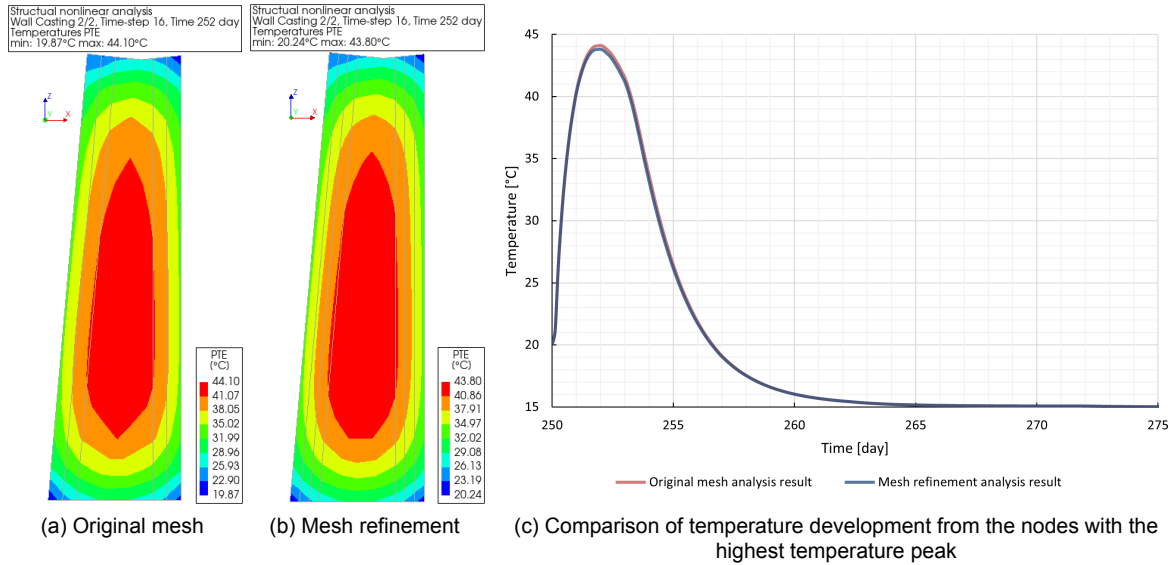 Structual nonlinear analysis
Wall Casting 2/2, Time-step 16, Time 252 day
Temperatures PTE
min: 19.87°C max: 44.10°C
Z
Y
X
PTE
(°C)
44.10
41.07
38.05
35.02
31.99
28.96
25.93
22.90
19.87
(a) Original mesh
Structual nonlinear analysis
Wall Casting 2/2, Time-step 16, Time 252 day
Temperatures PTE
min: 20.24°C max: 43.80°C
Z
Y
X
PTE
(°C)
43.80
40.86
37.91
34.97
32.02
29.08
26.13
23.19
20.24
(b) Mesh refinement
Temperature [°C]
45
40
35
30
25
20
15
250
255
260
265
270
275
Time [day]
Original mesh analysis result
Mesh refinement analysis result
(c) Comparison of temperature development from the nodes with the
highest temperature peak